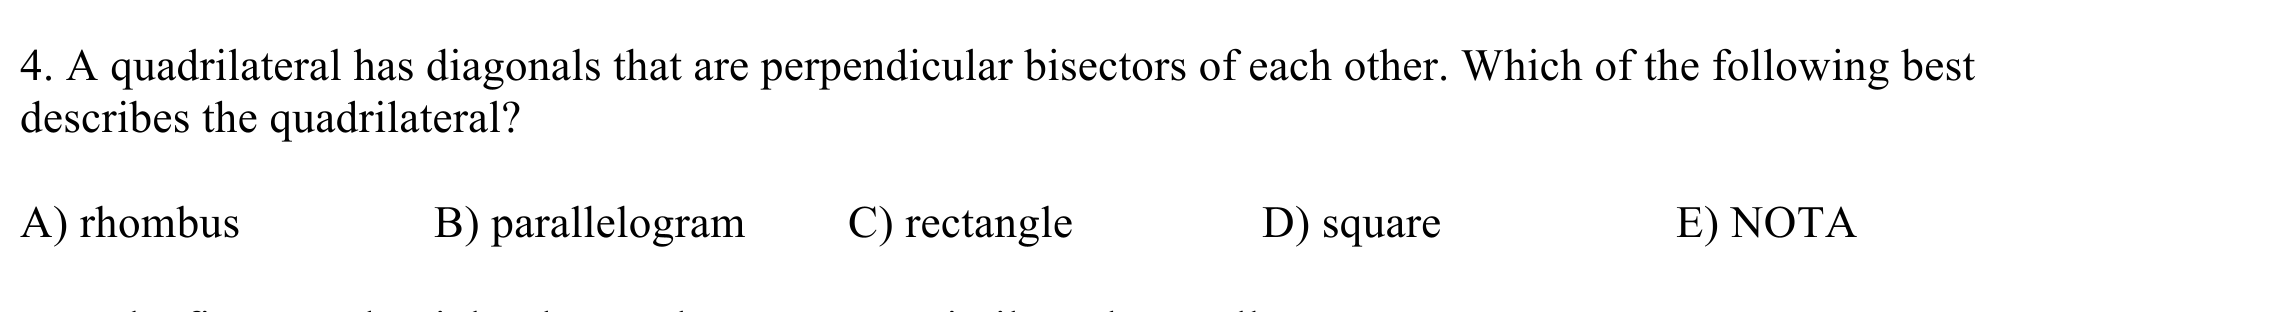 4. A quadrilateral has diagonals that are perpendicular bisectors of each other. Which of the following best
describes the quadrilateral?
A) rhombus B) parallelogram C) rectangle D) square E) NOTA